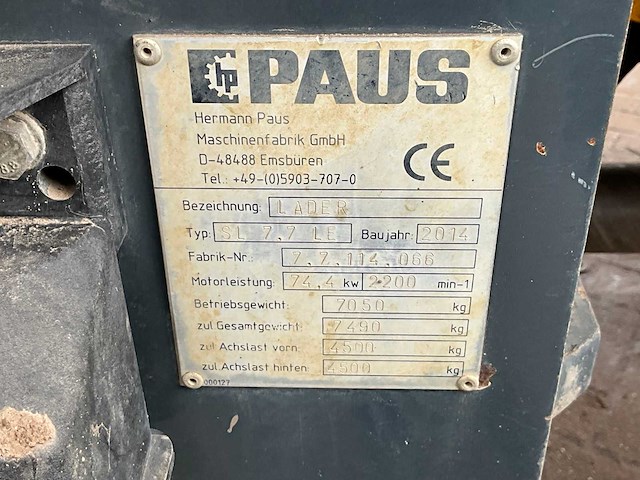 hp PAUS
Hermann Paus
Maschinenfabrik GmbH
D-48488 Emsbüren
Tel.: +49-(0)5903-707-0
CE
Bezeichnung: LADER
Typ: SL 7,7 LE Baujahr: 2014
Fabrik-Nr.: 7.7.114.066
Motorleistung: 74,4 kw 2200 min-1
Betriebsgewicht: 7050 kg
zul Gesamtgewicht: 7490 kg
zul Achslast vorn: 4500 kg
zul. Achslast hinten: 4500 kg
000127